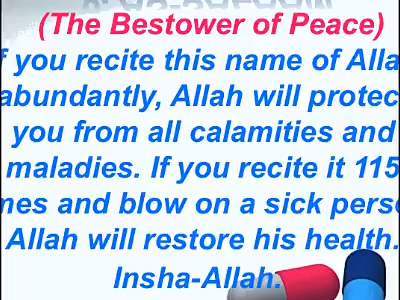 (The Bestower of Peace)
f you recite this name of Alla
abundantly, Allah will protec
you from all calamities and
maladies. If you recite it 115
mes and blow on a sick perso
Allah will restore his health.
Insha-Allah.